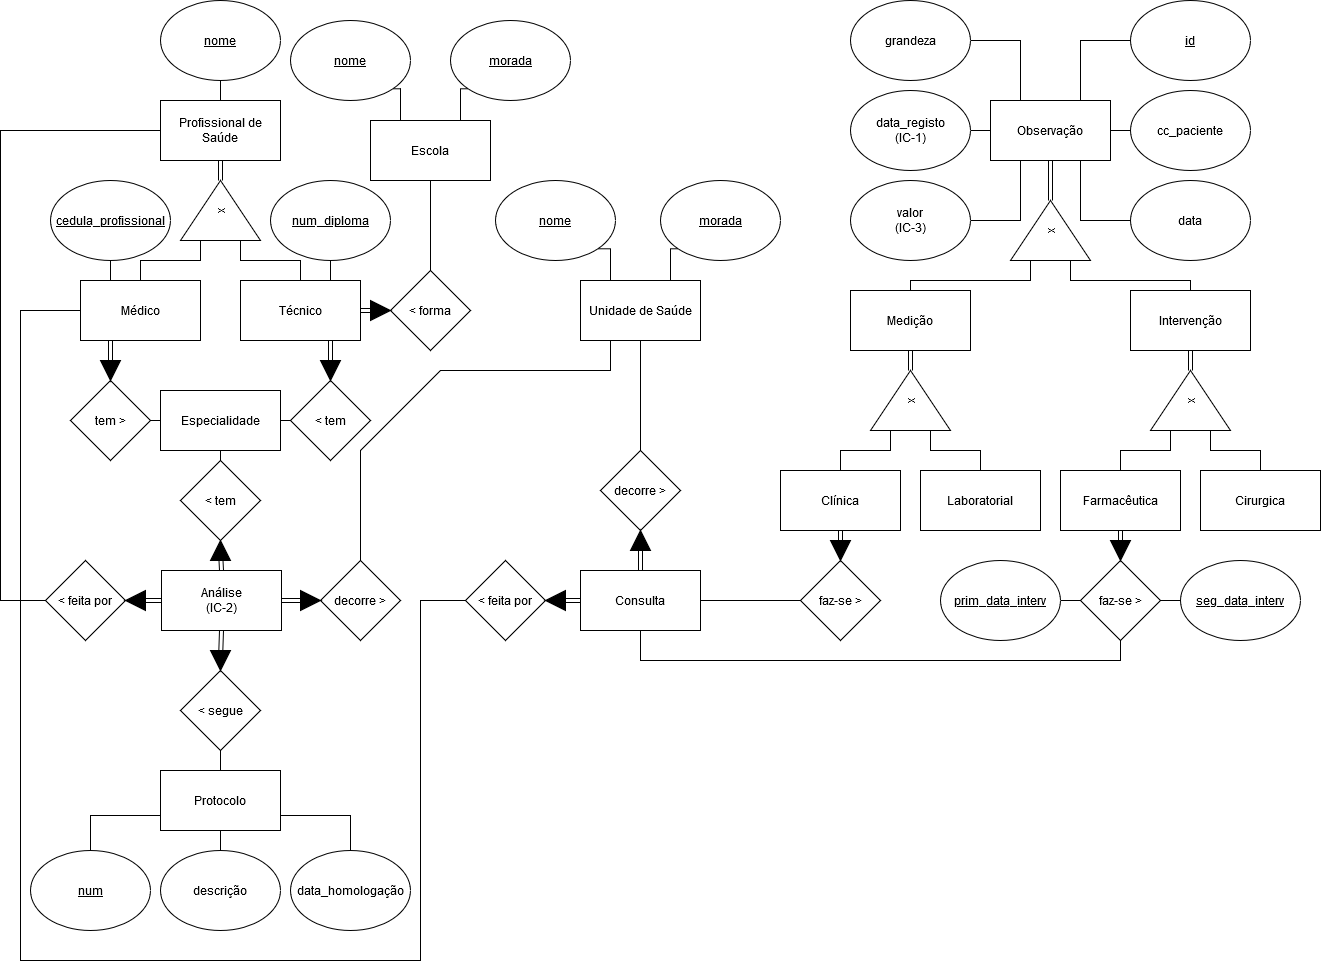 nome
nome
morada
grandeza
id
Profissional de
Saúde
Escola
data_registo
(IC-1)
Observação
cc_paciente
x
cedula_profissional
num_diploma
nome
morada
valor
(IC-3)
x
data
Médico
Técnico
< forma
Unidade de Saúde
Medição
Intervenção
tem >
Especialidade
< tem
x
x
< tem
decorre >
Clínica
Laboratorial
Farmacêutica
Cirurgica
< feita por
Análise
(IC-2)
decorre >
< feita por
Consulta
faz-se >
prim_data_interv
faz-se >
seg_data_interv
< segue
Protocolo
num
descrição
data_homologação